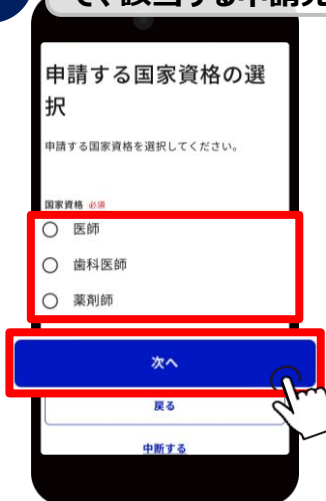 て、該当する申請先
申請する国家資格の選
択
申請する国家資格を選択してください。
国家資格 必須
医師
歯科医師
薬剤師
次へ
戻る
中断する